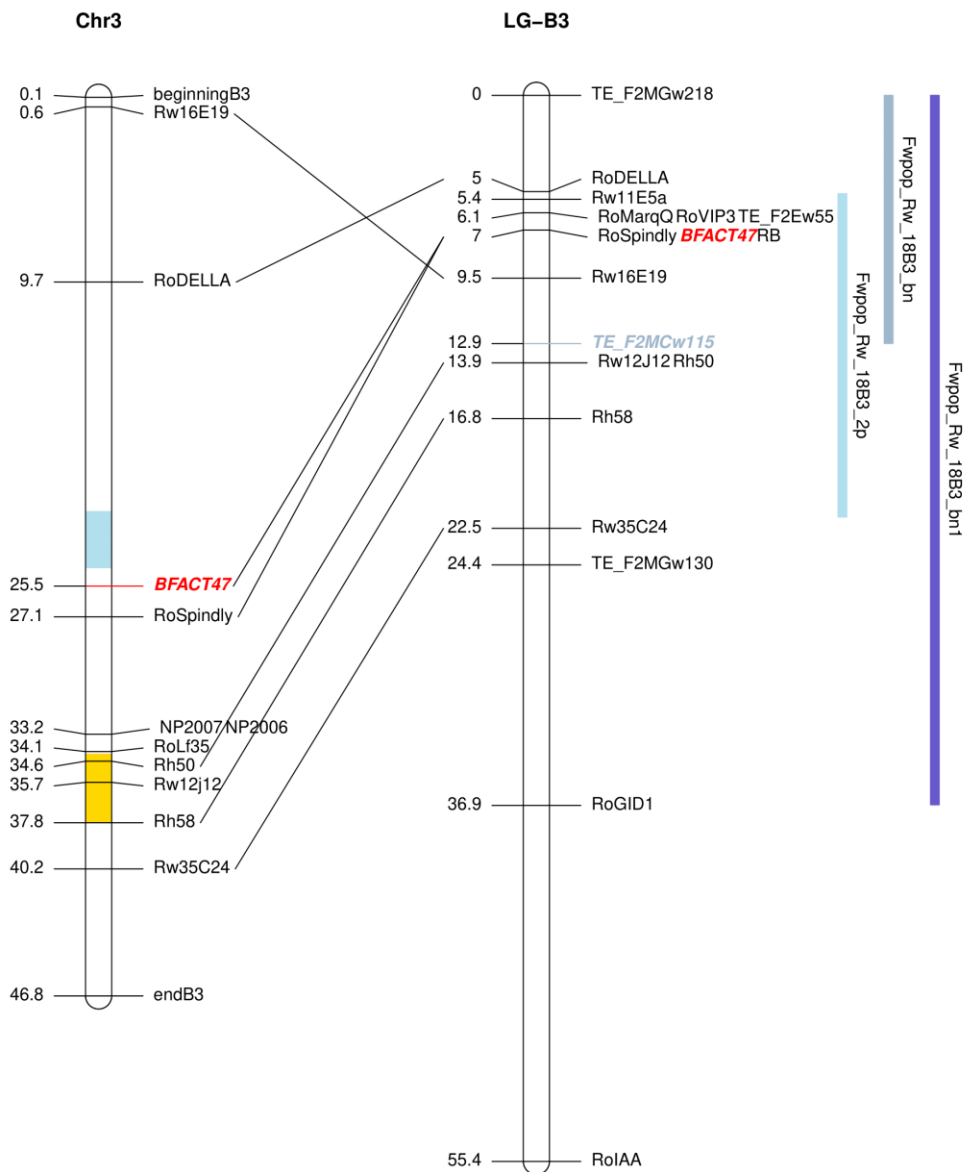 Chr3
0.1 beginningB3
0.6 Rw16E19
9.7 RoDELLA
25.5 BFACT47
27.1 RoSpindly
33.2 NP2007 NP2006
34.1 RoLf35
34.6 Rh50
35.7 Rw12j12
37.8 Rh58
40.2 Rw35C24
46.8 endB3
LG−B3
0 TE_F2MGw218
5 RoDELLA
5.4 Rw11E5a
6.1 RoMarqQ RoVIP3 TE_F2Ew55
7 RoSpindly BFACT47 RB
9.5 Rw16E19
12.9 TE_F2MCw115
13.9 Rw12J12 Rh50
16.8 Rh58
22.5 Rw35C24
24.4 TE_F2MGw130
36.9 RoGID1
55.4 RoIAA
Fwpop_Rw_18B3_2p
Fwpop_Rw_18B3_bn
Fwpop_Rw_18B3_bn1